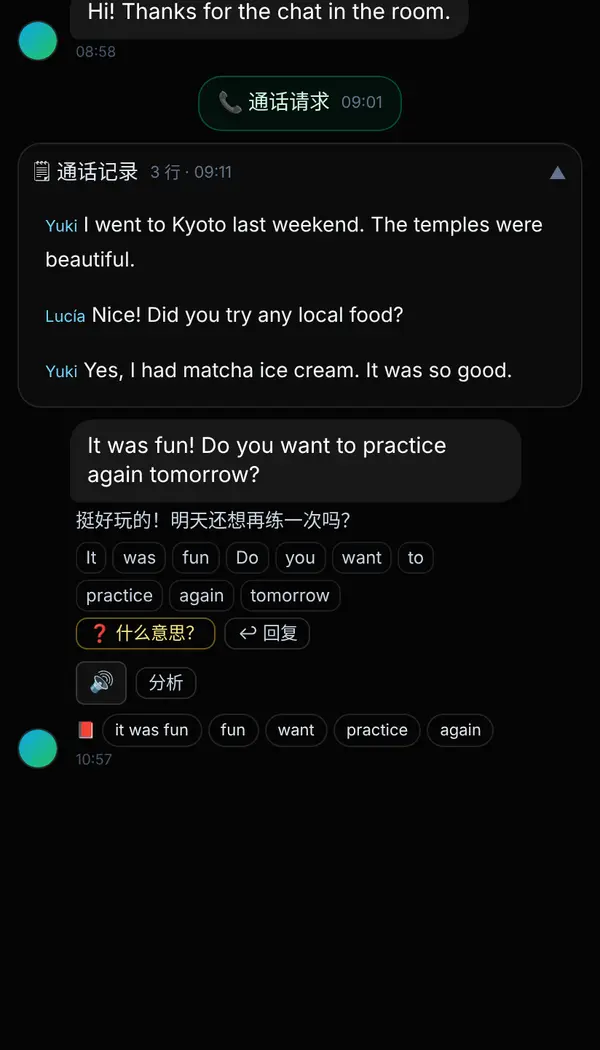 Hi! Thanks for the chat in the room.
08:58
通话请求 09:01
通话记录 3 行 · 09:11
Yuki I went to Kyoto last weekend. The temples were
beautiful.
Lucía Nice! Did you try any local food?
Yuki Yes, I had matcha ice cream. It was so good.
It was fun! Do you want to practice
again tomorrow?
挺好玩的！明天还想再练一次吗？
It was fun Do you want to
practice again tomorrow
❓ 什么意思？ ↩ 回复
分析
it was fun fun want practice again
10:57